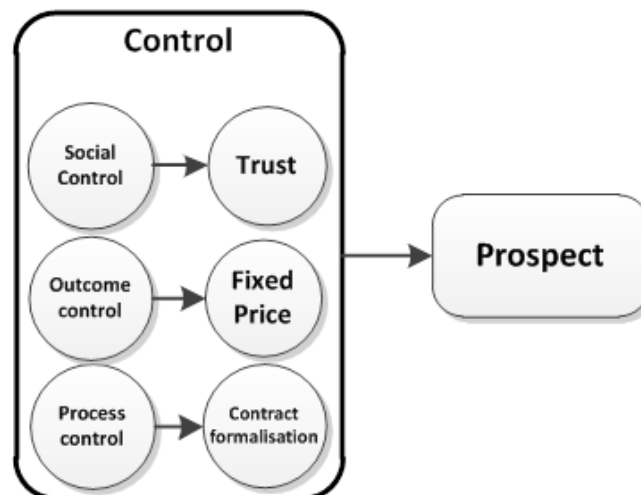 Control
Social
Control
Trust
Outcome
control
Fixed
Price
Process
control
Contract
formalisation
Prospect